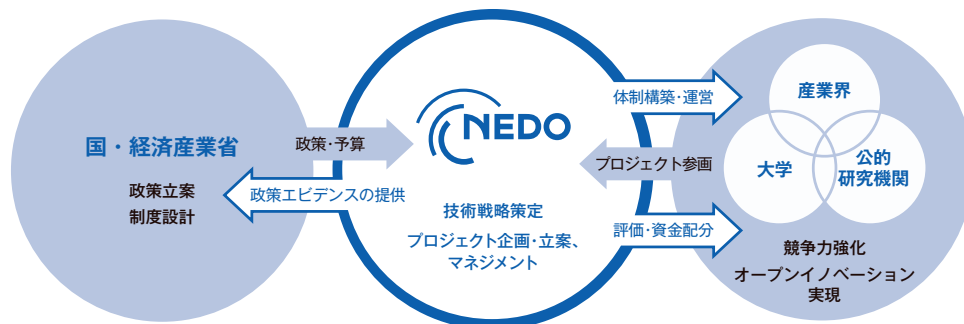 国・経済産業省
政策立案
制度設計
政策・予算
政策エビデンスの提供
NEDO
技術戦略策定
プロジェクト企画・立案、
マネジメント
体制構築・運営
プロジェクト参画
評価・資金配分
産業界
大学
公的
研究機関
競争力強化
オープンイノベーション
実現